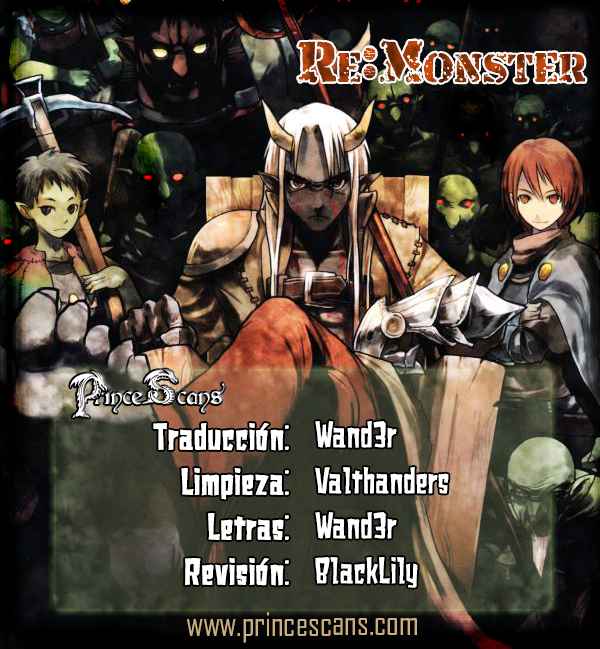 Re:Monster
PrinceScans
Traducción: Wand3r
Limpieza: Valthanders
Letras: Wand3r
Revisión: BlackLily
www.princescans.com